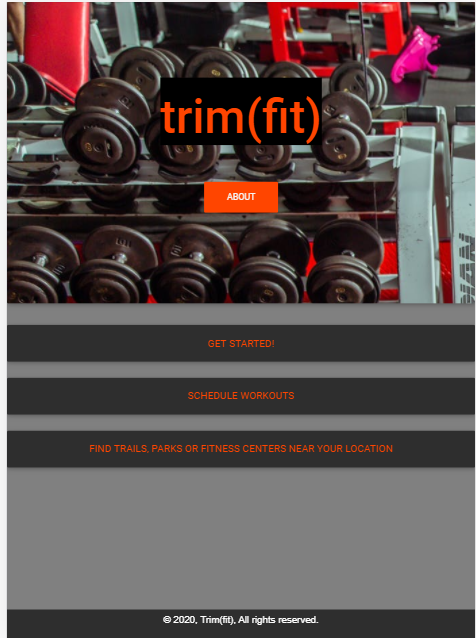 trim(fit)
ABOUT
GET STARTED!
SCHEDULE WORKOUTS
FIND TRAILS, PARKS OR FITNESS CENTERS NEAR YOUR LOCATION
© 2020, Trim(fit), All rights reserved.